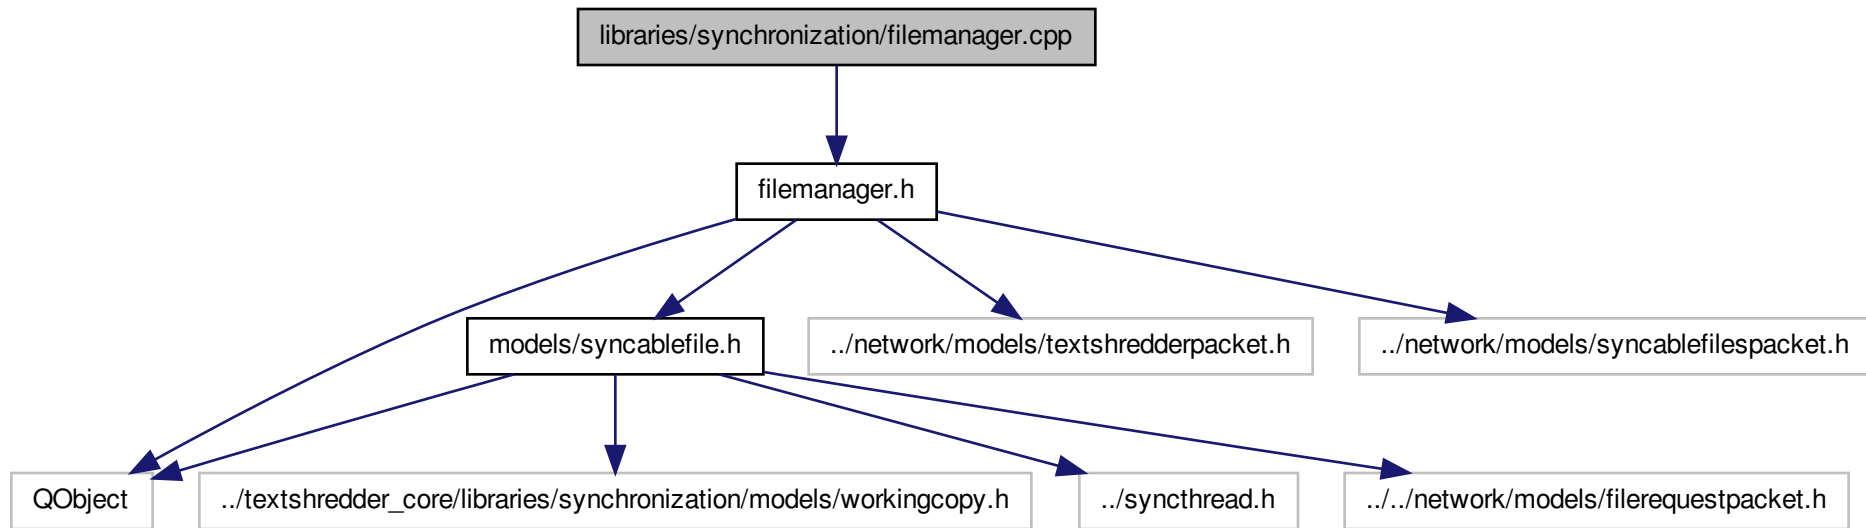 libraries/synchronization/filemanager.cpp
filemanager.h
models/syncablefile.h
../network/models/textshredderpacket.h
../network/models/syncablefilespacket.h
QObject
../textshredder_core/libraries/synchronization/models/workingcopy.h
../syncthread.h
../../network/models/filerequestpacket.h